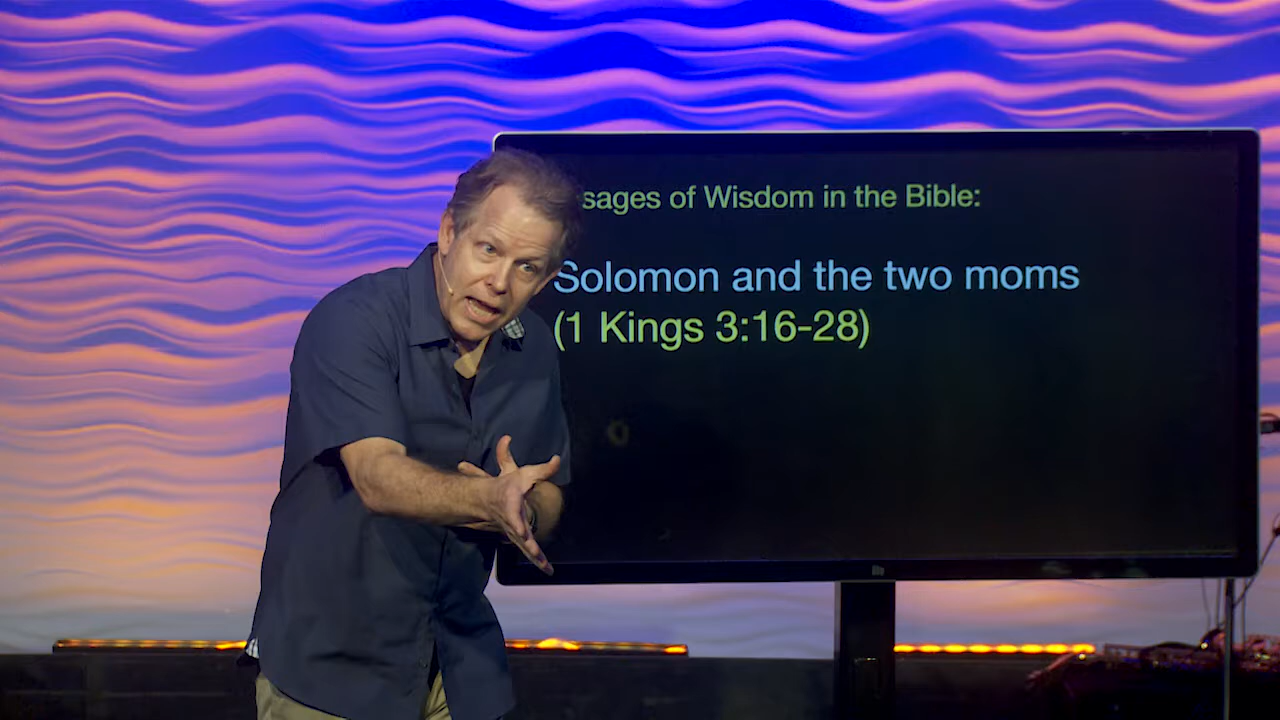 sages of Wisdom in the Bible:
Solomon and the two moms
(1 Kings 3:16-28)